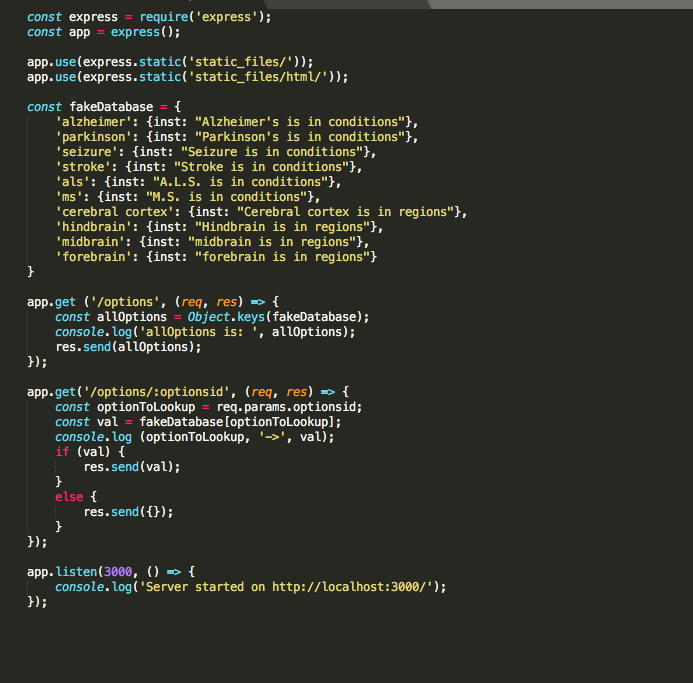 const express = require('express');
const app = express();

app.use(express.static('static_files/'));
app.use(express.static('static_files/html/'));

const fakeDatabase = {
    'alzheimer': {inst: "Alzheimer's is in conditions"},
    'parkinson': {inst: "Parkinson's is in conditions"},
    'seizure': {inst: "Seizure is in conditions"},
    'stroke': {inst: "Stroke is in conditions"},
    'als': {inst: "A.L.S. is in conditions"},
    'ms': {inst: "M.S. is in conditions"},
    'cerebral cortex': {inst: "Cerebral cortex is in regions"},
    'hindbrain': {inst: "Hindbrain is in regions"},
    'midbrain': {inst: "midbrain is in regions"},
    'forebrain': {inst: "forebrain is in regions"}
}

app.get ('/options', (req, res) => {
    const allOptions = Object.keys(fakeDatabase);
    console.log('allOptions is: ', allOptions);
    res.send(allOptions);
});

app.get('/options/:optionsid', (req, res) => {
    const optionToLookup = req.params.optionsid;
    const val = fakeDatabase[optionToLookup];
    console.log (optionToLookup, '->', val);
    if (val) {
        res.send(val);
    }
    else {
        res.send({});
    }
});

app.listen(3000, () => {
    console.log('Server started on http://localhost:3000/');
});